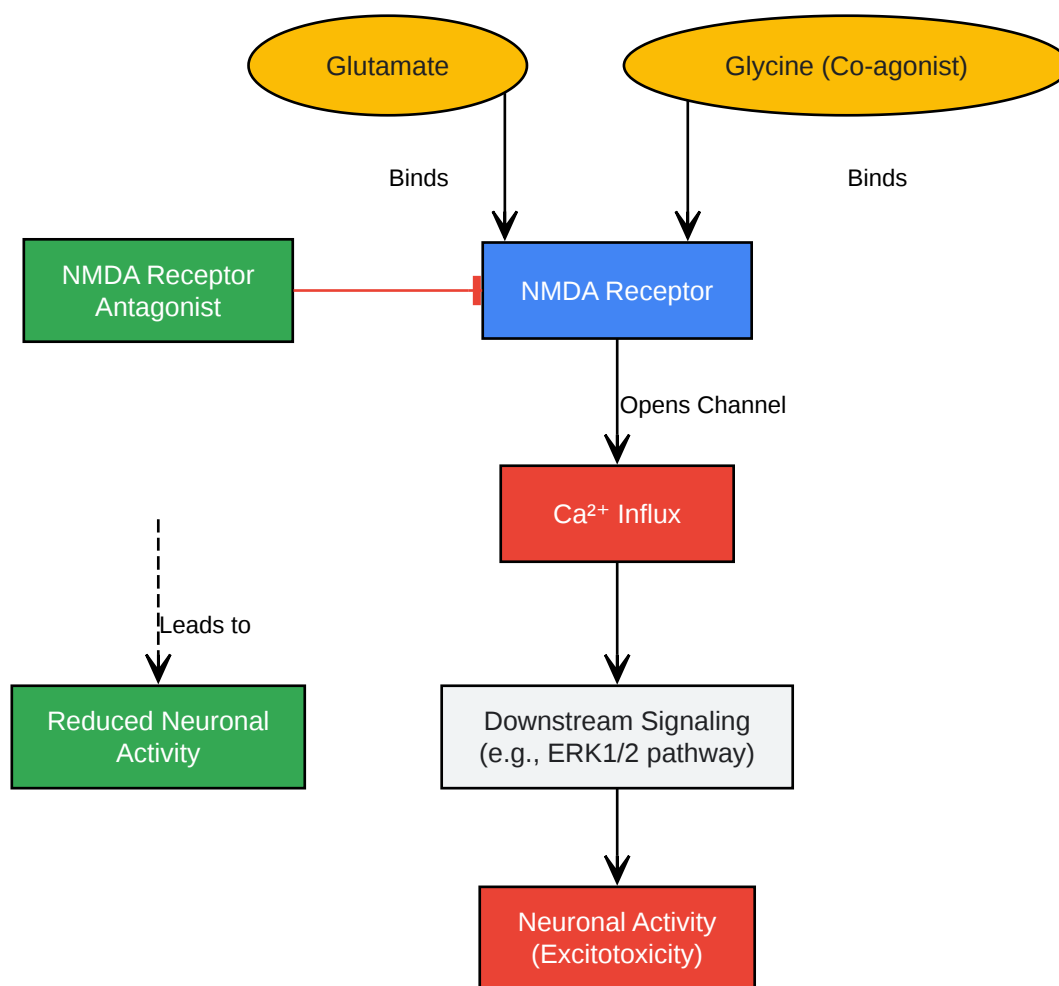 Glutamate
Glycine (Co-agonist)
Binds
Binds
NMDA Receptor
Antagonist
NMDA Receptor
Opens Channel
Ca²⁺ Influx
Leads to
Reduced Neuronal
Activity
Downstream Signaling
(e.g., ERK1/2 pathway)
Neuronal Activity
(Excitotoxicity)